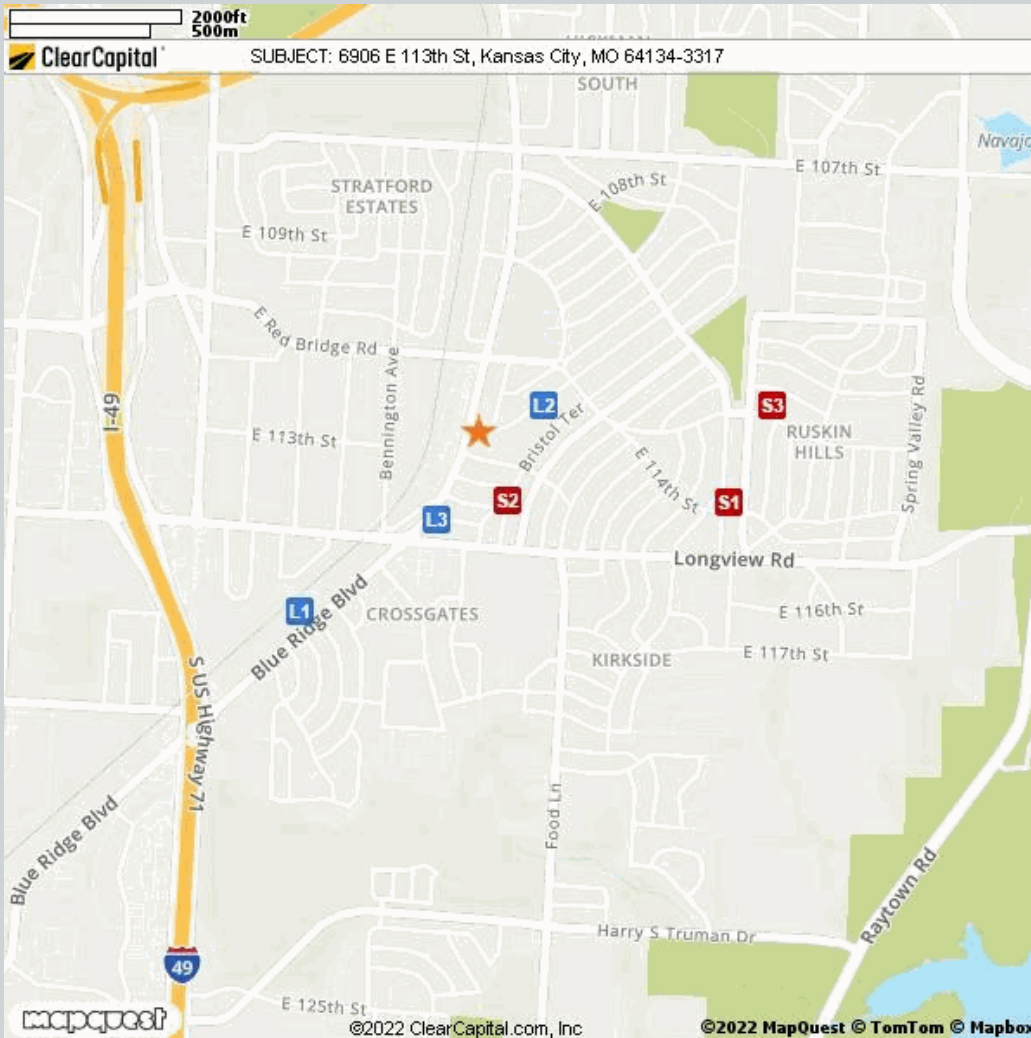 2000ft
500m
ClearCapital
SUBJECT: 6906 E 113th St, Kansas City, MO 64134-3317
SOUTH
Navajo
E 107th St
STRATFORD
ESTATES
E 108th St
E 109th St
E Red Bridge Rd
Bennington Ave
I-49
L2
S3
Bristol Ter
E 113th St
RUSKIN
HILLS
Spring Valley Rd
E 114th St
S2
S1
L3
Longview Rd
L1
CROSSGATES
E 116th St
Blue Ridge Blvd
KIRKSIDE
E 117th St
S US Highway 71
Food Ln
Blue Ridge Blvd
Raytown Rd
Harry S Truman Dr
49
E 125th St
mapquest
©2022 ClearCapital.com, Inc
©2022 MapQuest © TomTom © Mapbox